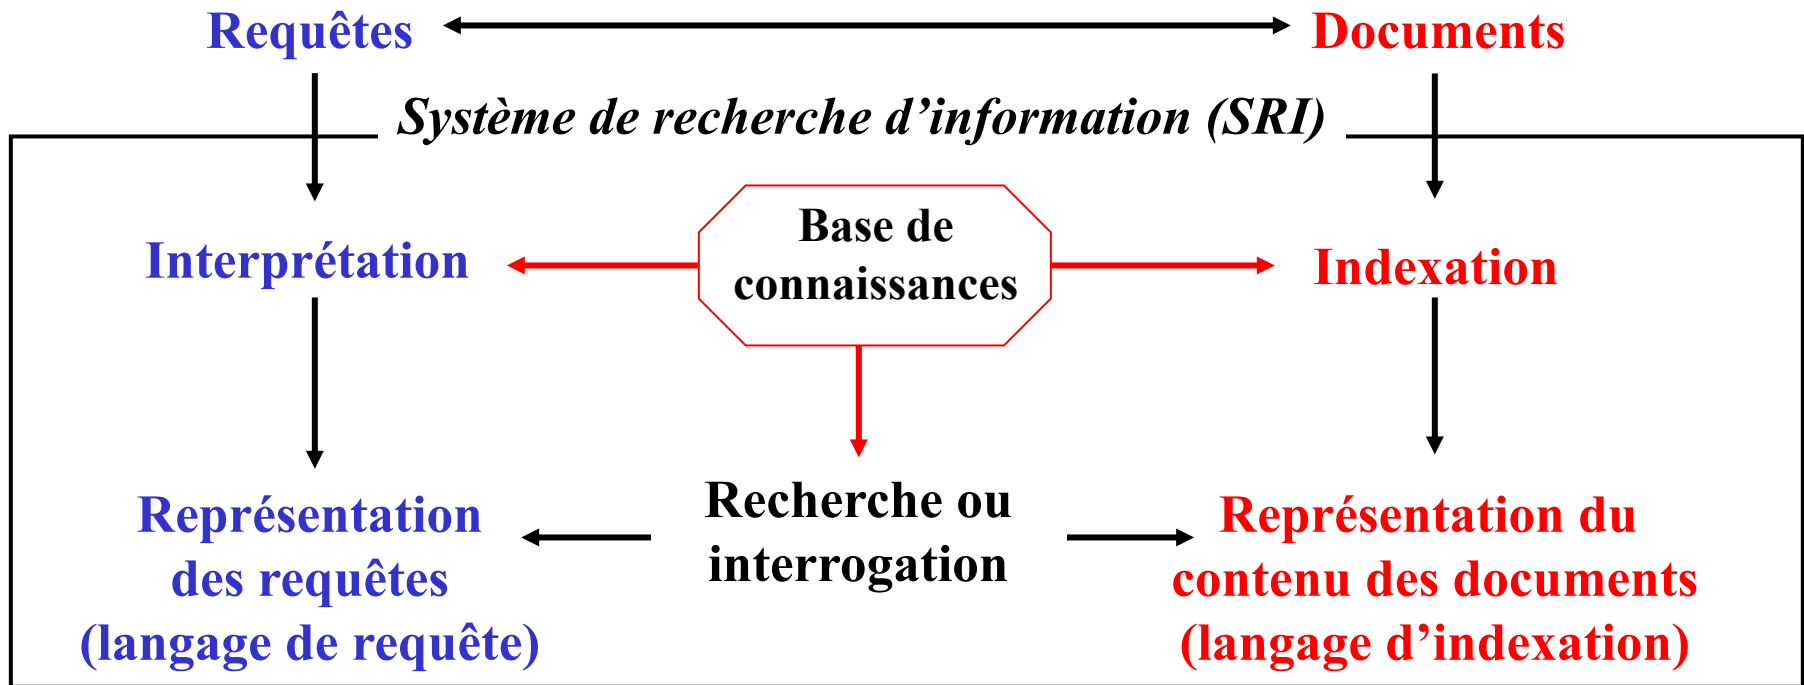 Requêtes
Documents
Système de recherche d’information (SRI)
Base de
connaissances
Interprétation
Indexation
Représentation
des requêtes
(langage de requête)
Recherche ou
interrogation
Représentation du
contenu des documents
(langage d’indexation)